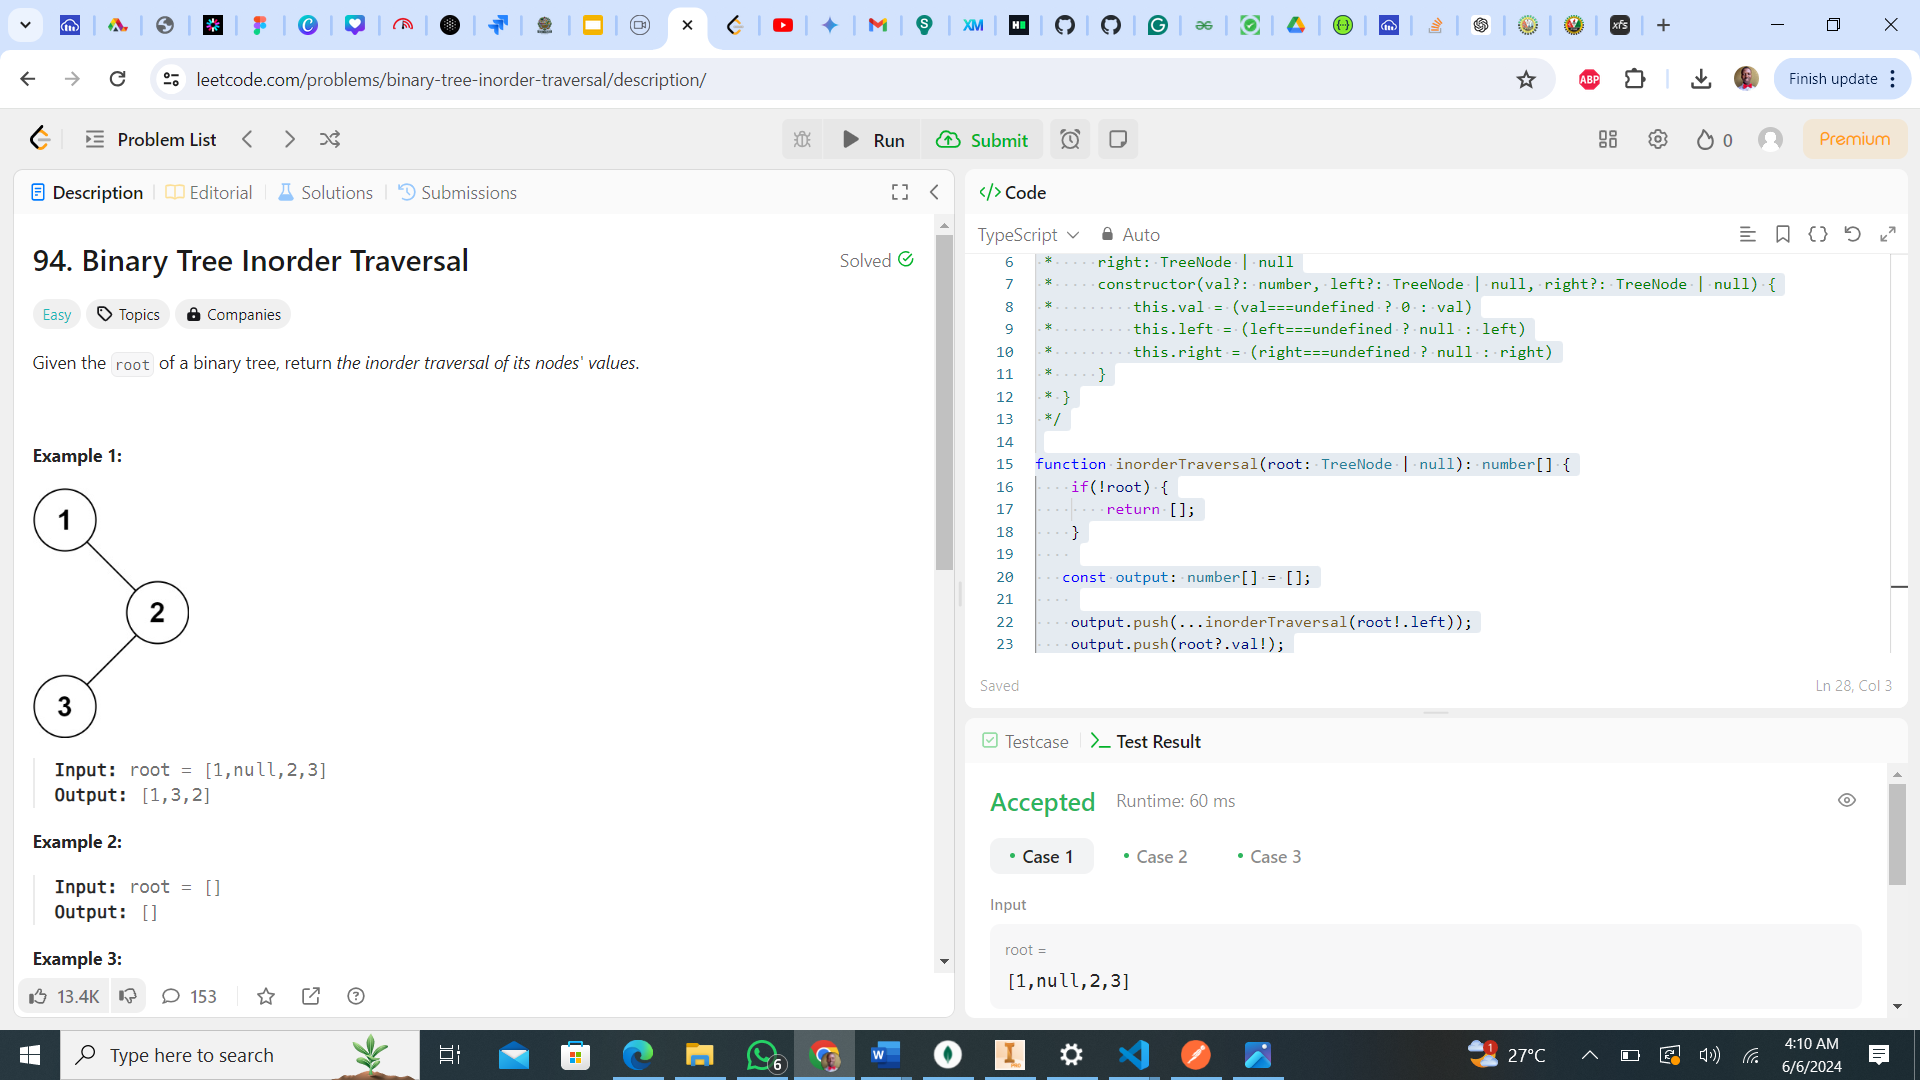 leetcode.com/problems/binary-tree-inorder-traversal/description/
ABP
Finish update
Problem List
Run
Submit
0
Premium
Description
Editorial
Solutions
Submissions
94. Binary Tree Inorder Traversal
Solved
Easy
Topics
Companies
Given the root of a binary tree, return the inorder traversal of its nodes' values.
Example 1:
1
2
3
Input: root = [1,null,2,3]
Output: [1,3,2]
Example 2:
Input: root = []
Output: []
Example 3:
13.4K
153
</> Code
TypeScript
Auto
6 * right: TreeNode | null
7 * constructor(val?: number, left?: TreeNode | null, right?: TreeNode | null) {
8 * this.val = (val===undefined ? 0 : val)
9 * this.left = (left===undefined ? null : left)
10 * this.right = (right===undefined ? null : right)
11 * }
12 * }
13 */
14
15 function inorderTraversal(root: TreeNode | null): number[] {
16 if(!root) {
17 return [];
18 }
19
20 const output: number[] = [];
21
22 output.push(...inorderTraversal(root!.left));
23 output.push(root?.val!);
Saved
Ln 28, Col 3
Testcase
Test Result
Accepted
Runtime: 60 ms
Case 1
Case 2
Case 3
Input
root =
[1,null,2,3]
Type here to search
6
1
27°C
4:10 AM
6/6/2024